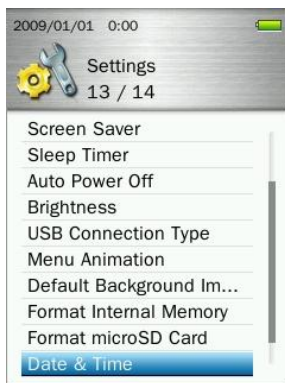 2009/01/01 0:00
Settings
13 / 14
Screen Saver
Sleep Timer
Auto Power Off
Brightness
USB Connection Type
Menu Animation
Default Background Im...
Format Internal Memory
Format microSD Card
Date & Time